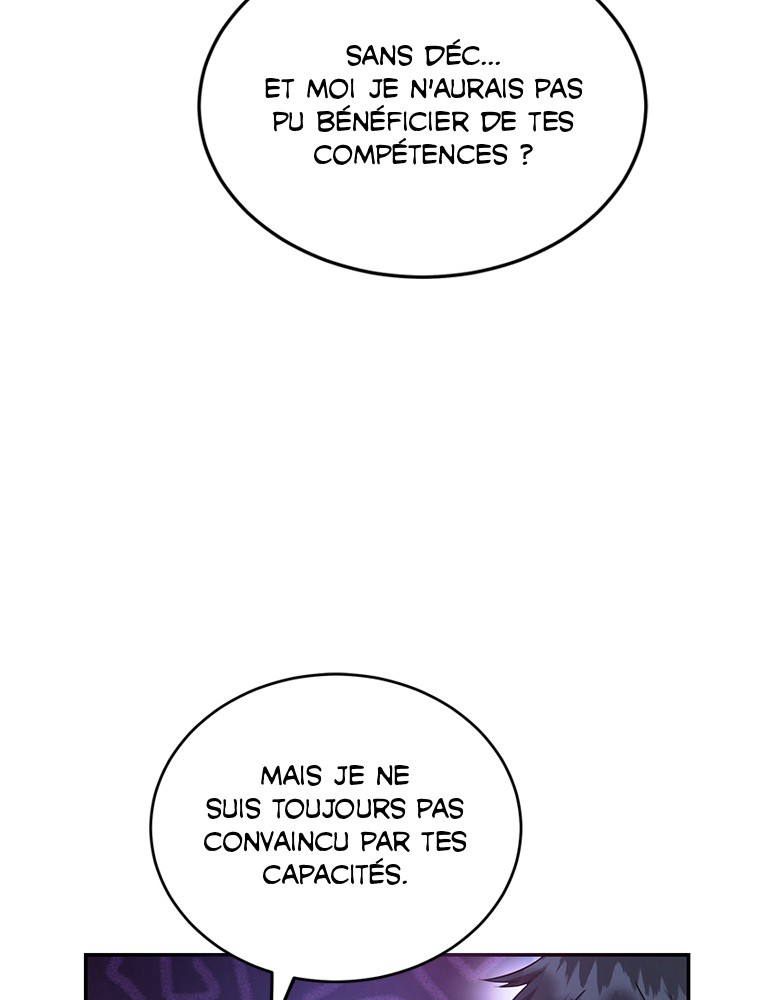 SANS DÉC...
ET MOI JE N'AURAIS PAS
PU BÉNÉFICIER DE TES
COMPÉTENCES ?
MAIS JE NE
SUIS TOUJOURS PAS
CONVAINCU PAR TES
CAPACITÉS.